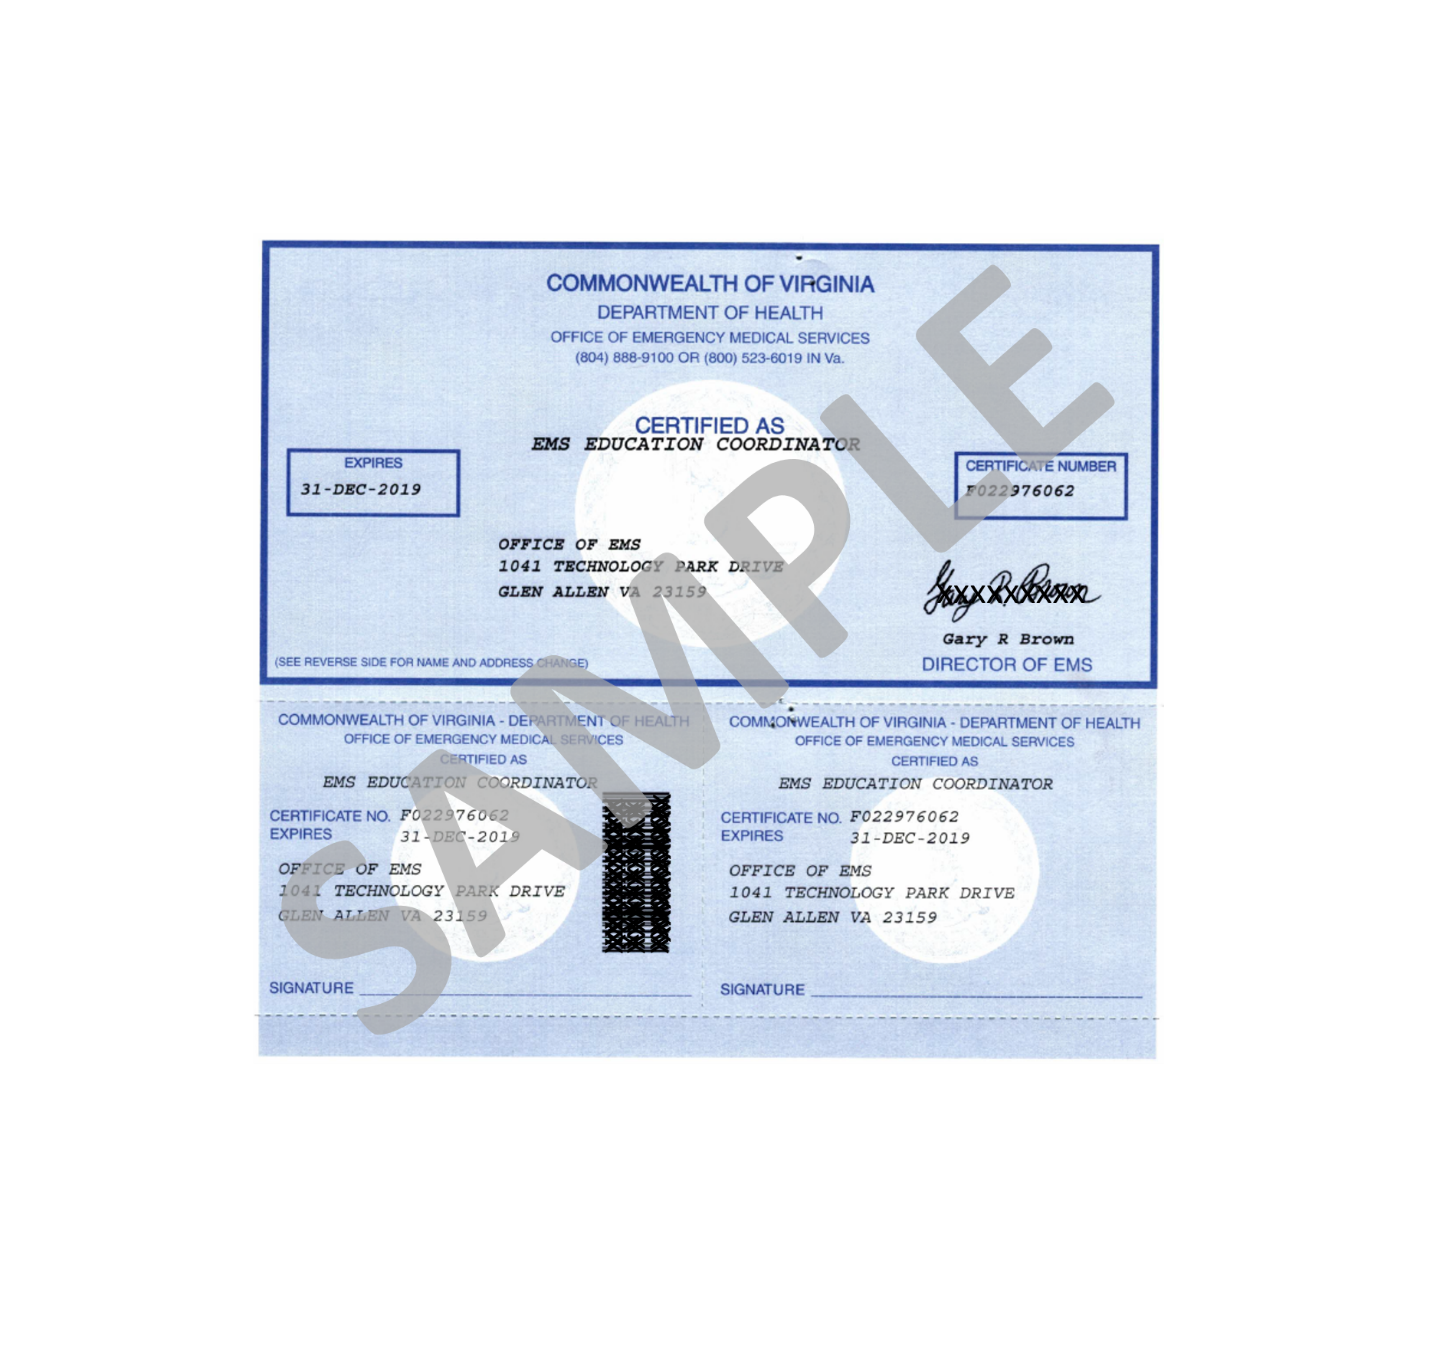 COMMONWEALTH OF VIRGINIA
DEPARTMENT OF HEALTH
OFFICE OF EMERGENCY MEDICAL SERVICES
(804) 888-9100 OR (800) 523-6019 IN Va.
CERTIFIED AS
EMS EDUCATION COORDINATOR
EXPIRES
31-DEC-2019
CERTIFICATE NUMBER
F022976062
OFFICE OF EMS
1041 TECHNOLOGY PARK DRIVE
GLEN ALLEN VA 23159
Gary R Brown
XXXXXXXXXX
Gary R Brown
DIRECTOR OF EMS
(SEE REVERSE SIDE FOR NAME AND ADDRESS CHANGE)
SAMPLE
COMMONWEALTH OF VIRGINIA - DEPARTMENT OF HEALTH
OFFICE OF EMERGENCY MEDICAL SERVICES
CERTIFIED AS
EMS EDUCATION COORDINATOR
CERTIFICATE NO. F022976062
EXPIRES 31-DEC-2019
OFFICE OF EMS
1041 TECHNOLOGY PARK DRIVE
GLEN ALLEN VA 23159
SIGNATURE
COMMONWEALTH OF VIRGINIA - DEPARTMENT OF HEALTH
OFFICE OF EMERGENCY MEDICAL SERVICES
CERTIFIED AS
EMS EDUCATION COORDINATOR
CERTIFICATE NO. F022976062
EXPIRES 31-DEC-2019
OFFICE OF EMS
1041 TECHNOLOGY PARK DRIVE
GLEN ALLEN VA 23159
SIGNATURE